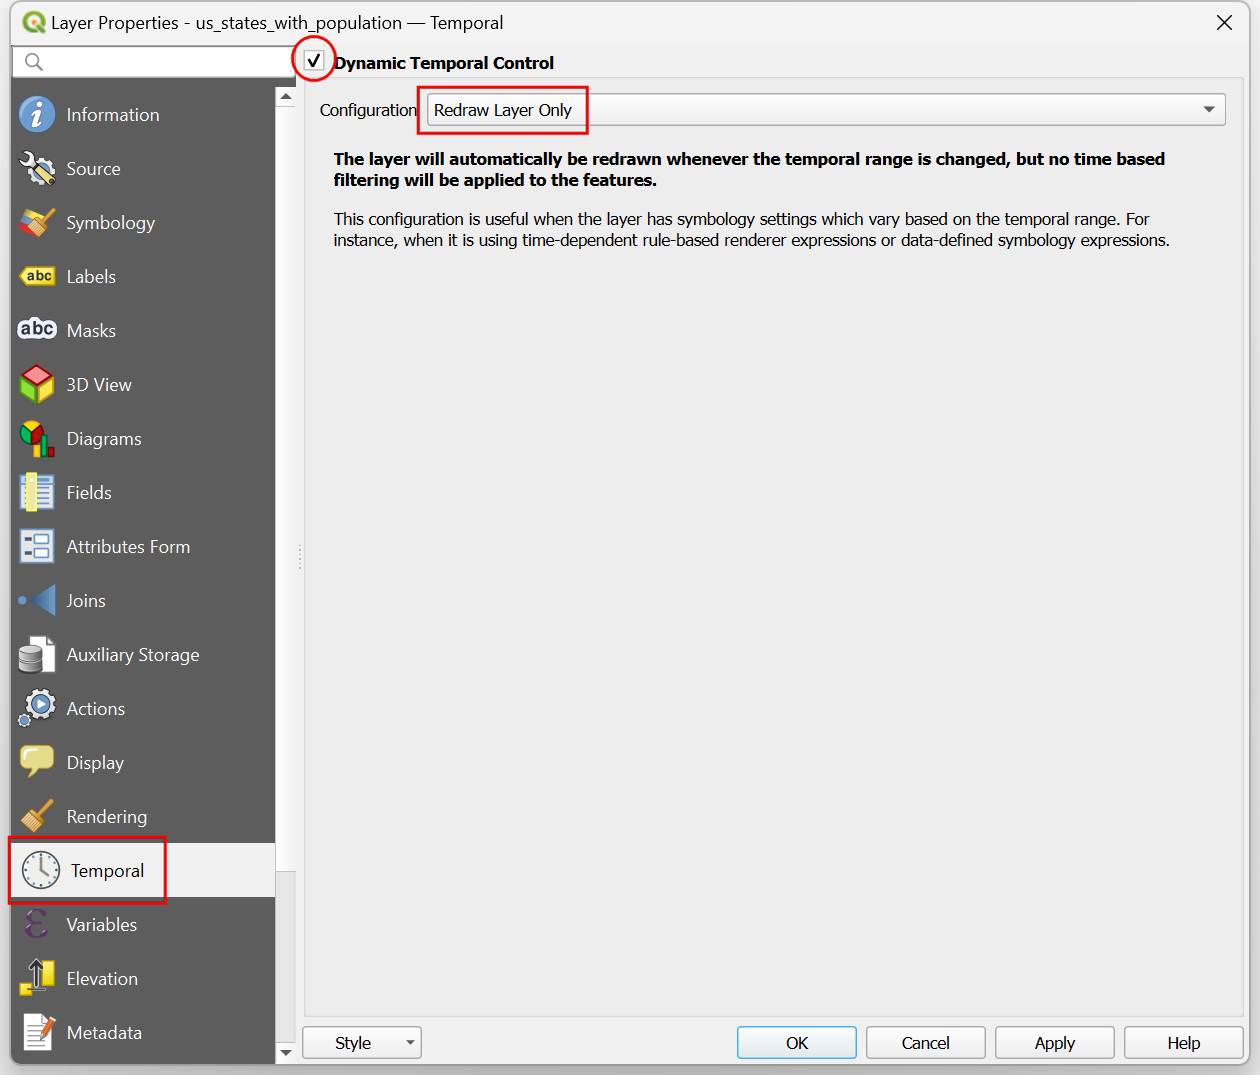 Layer Properties - us_states_with_population — Temporal
Dynamic Temporal Control
Configuration Redraw Layer Only
The layer will automatically be redrawn whenever the temporal range is changed, but no time based
filtering will be applied to the features.
This configuration is useful when the layer has symbology settings which vary based on the temporal range. For
instance, when it is using time-dependent rule-based renderer expressions or data-defined symbology expressions.
Information
Source
Symbology
abc Labels
abc Masks
3D View
Diagrams
Fields
Attributes Form
Joins
Auxiliary Storage
Actions
Display
Rendering
Temporal
Variables
Elevation
Metadata
Style OK Cancel Apply Help